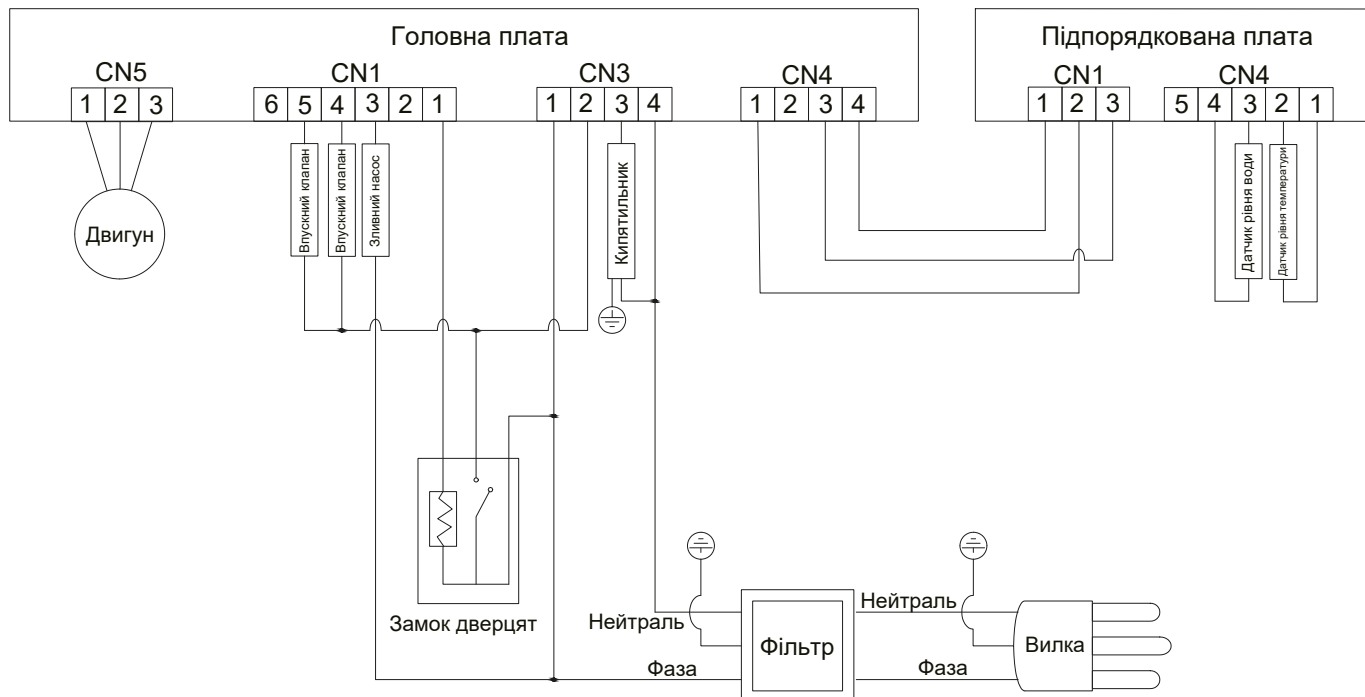 Головна плата
Підпорядкована плата
CN5
CN1
CN3
CN4
CN1
CN4
1 2 3
6 5 4 3 2 1
1 2 3 4
1 2 3 4
1 2 3
5 4 3 2 1
Двигун
Впускний клапан
Впускний клапан
Зливний насос
Кипятильник
Датчик рівня води
Датчик рівня температури
Замок дверцят
Нейтраль
Фаза
Фільтр
Нейтраль
Фаза
Вилка